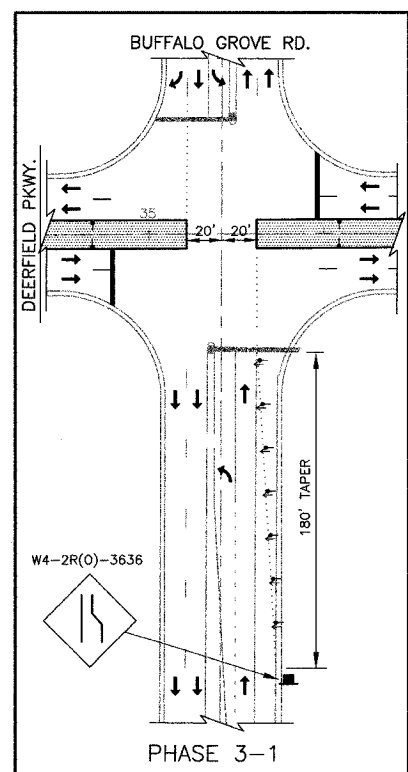 BUFFALO GROVE RD.
DEERFIELD PKWY.
35
20' 20'
180' TAPER
W4-2R(O)-3636
PHASE 3-1